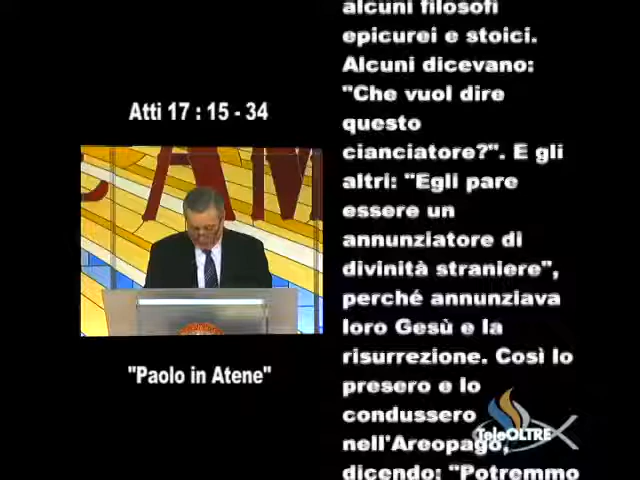 Atti 17 : 15 - 34
CAM
"Paolo in Atene"
alcuni filosofi
epicurei e stoici.
Alcuni dicevano:
"Che vuol dire
questo
cianciatore?". E gli
altri: "Egli pare
essere un
annunziatore di
divinità straniere",
perché annunziava
loro Gesù e la
risurrezione. Così lo
presero e lo
condussero
nell'Areopago,
dicendo: "Potremmo
TeleOLTRE